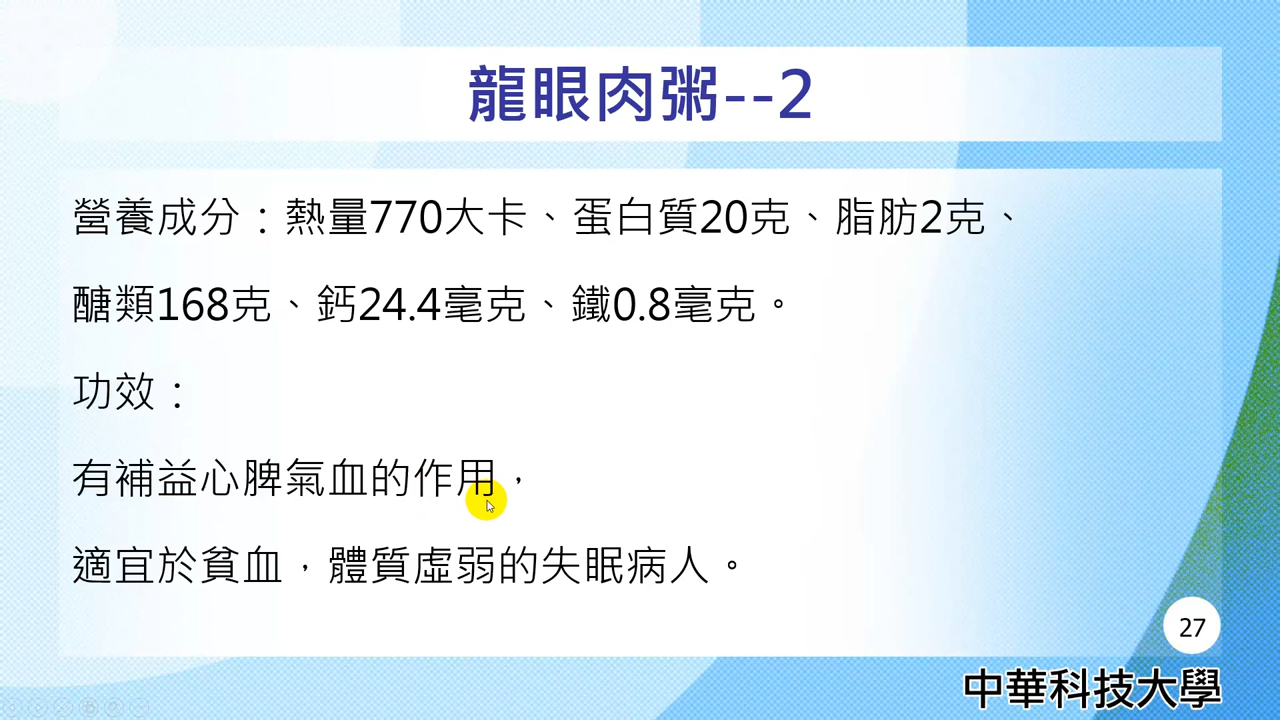 龍眼肉粥--2
營養成分：熱量770大卡、蛋白質20克、脂肪2克、
醣類168克、鈣24.4毫克、鐵0.8毫克。
功效：
有補益心脾氣血的作用，
適宜於貧血，體質虛弱的失眠病人。
27
中華科技大學